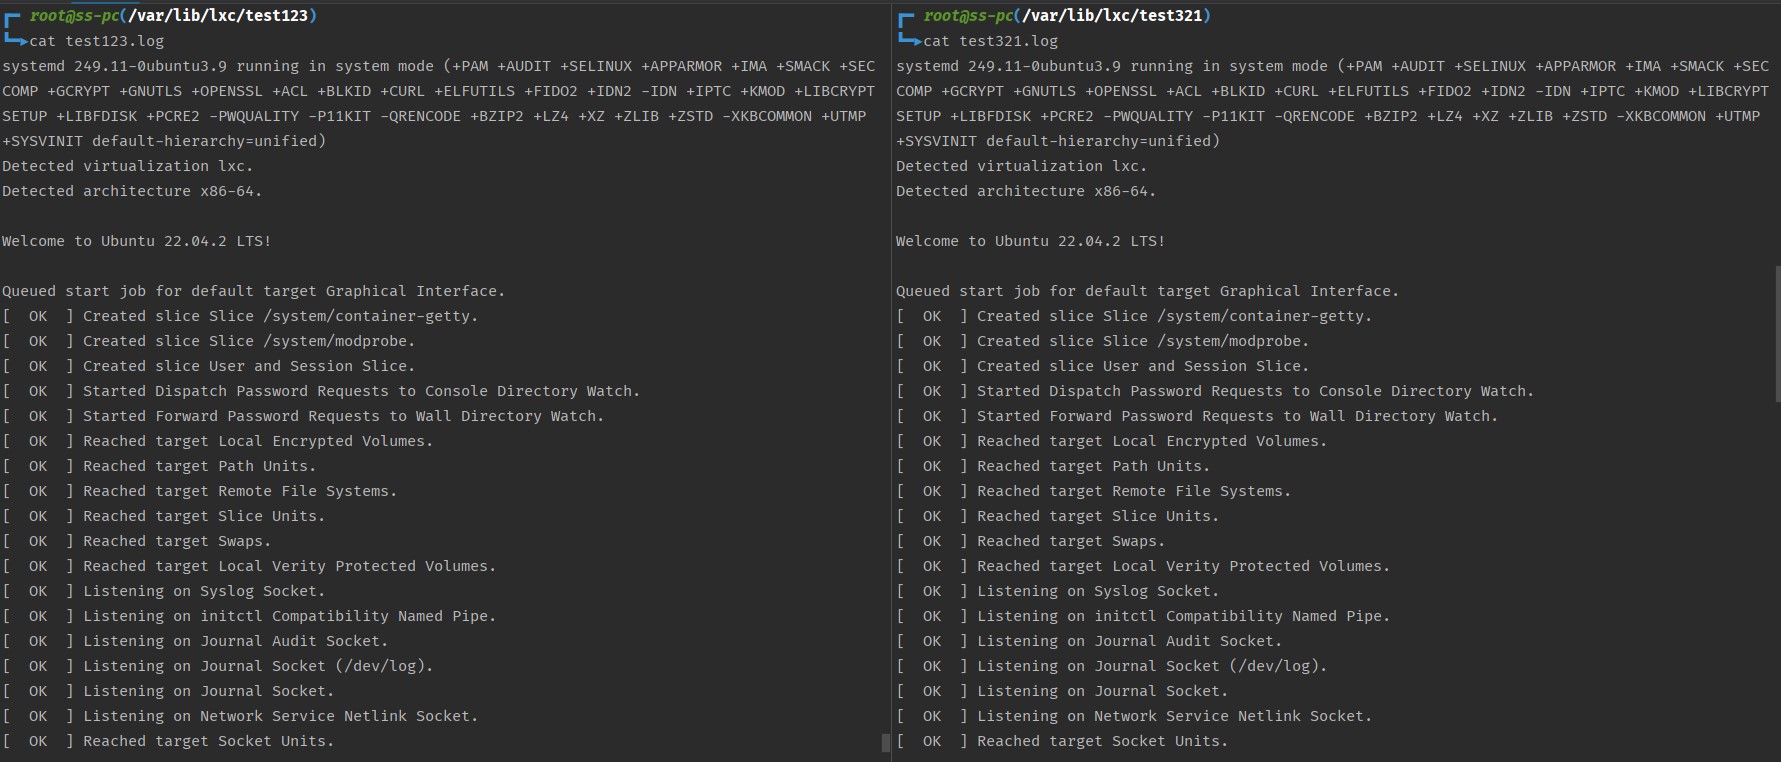 root@ss-pc(/var/lib/lxc/test123)
cat test123.log
systemd 249.11-0ubuntu3.9 running in system mode (+PAM +AUDIT +SELINUX +APPARMOR +IMA +SMACK +SEC
COMP +GCRYPT +GNUTLS +OPENSSL +ACL +BLKID +CURL +ELFUTILS +FIDO2 +IDN2 -IDN +IPTC +KMOD +LIBCRYPT
SETUP +LIBFDISK +PCRE2 -PWQUALITY -P11KIT -QRENCODE +BZIP2 +LZ4 +XZ +ZLIB +ZSTD -XKBCOMMON +UTMP
+SYSVINIT default-hierarchy=unified)
Detected virtualization lxc.
Detected architecture x86-64.
Welcome to Ubuntu 22.04.2 LTS!
Queued start job for default target Graphical Interface.
[  OK  ] Created slice Slice /system/container-getty.
[  OK  ] Created slice Slice /system/modprobe.
[  OK  ] Created slice User and Session Slice.
[  OK  ] Started Dispatch Password Requests to Console Directory Watch.
[  OK  ] Started Forward Password Requests to Wall Directory Watch.
[  OK  ] Reached target Local Encrypted Volumes.
[  OK  ] Reached target Path Units.
[  OK  ] Reached target Remote File Systems.
[  OK  ] Reached target Slice Units.
[  OK  ] Reached target Swaps.
[  OK  ] Reached target Local Verity Protected Volumes.
[  OK  ] Listening on Syslog Socket.
[  OK  ] Listening on initctl Compatibility Named Pipe.
[  OK  ] Listening on Journal Audit Socket.
[  OK  ] Listening on Journal Socket (/dev/log).
[  OK  ] Listening on Journal Socket.
[  OK  ] Listening on Network Service Netlink Socket.
[  OK  ] Reached target Socket Units.
root@ss-pc(/var/lib/lxc/test321)
cat test321.log
systemd 249.11-0ubuntu3.9 running in system mode (+PAM +AUDIT +SELINUX +APPARMOR +IMA +SMACK +SEC
COMP +GCRYPT +GNUTLS +OPENSSL +ACL +BLKID +CURL +ELFUTILS +FIDO2 +IDN2 -IDN +IPTC +KMOD +LIBCRYPT
SETUP +LIBFDISK +PCRE2 -PWQUALITY -P11KIT -QRENCODE +BZIP2 +LZ4 +XZ +ZLIB +ZSTD -XKBCOMMON +UTMP
+SYSVINIT default-hierarchy=unified)
Detected virtualization lxc.
Detected architecture x86-64.
Welcome to Ubuntu 22.04.2 LTS!
Queued start job for default target Graphical Interface.
[  OK  ] Created slice Slice /system/container-getty.
[  OK  ] Created slice Slice /system/modprobe.
[  OK  ] Created slice User and Session Slice.
[  OK  ] Started Dispatch Password Requests to Console Directory Watch.
[  OK  ] Started Forward Password Requests to Wall Directory Watch.
[  OK  ] Reached target Local Encrypted Volumes.
[  OK  ] Reached target Path Units.
[  OK  ] Reached target Remote File Systems.
[  OK  ] Reached target Slice Units.
[  OK  ] Reached target Swaps.
[  OK  ] Reached target Local Verity Protected Volumes.
[  OK  ] Listening on Syslog Socket.
[  OK  ] Listening on initctl Compatibility Named Pipe.
[  OK  ] Listening on Journal Audit Socket.
[  OK  ] Listening on Journal Socket (/dev/log).
[  OK  ] Listening on Journal Socket.
[  OK  ] Listening on Network Service Netlink Socket.
[  OK  ] Reached target Socket Units.